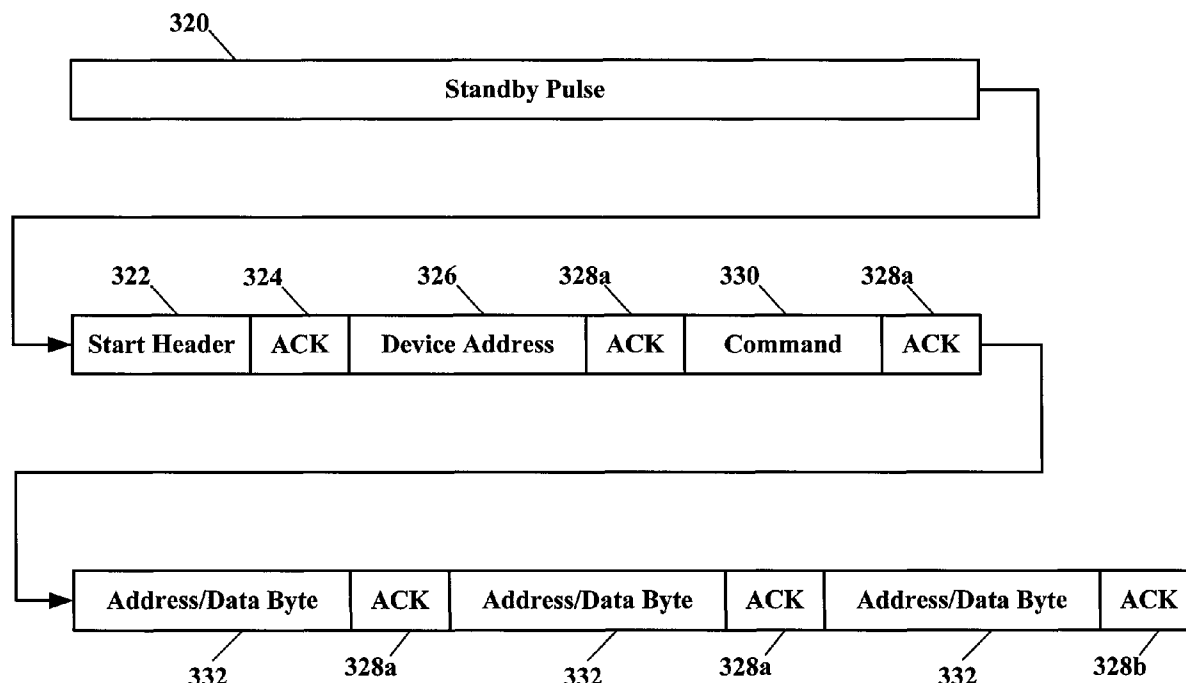 320
Standby Pulse
322 324 326 328a 330 328a
Start Header ACK Device Address ACK Command ACK
Address/Data Byte ACK Address/Data Byte ACK Address/Data Byte ACK
332 328a 332 328a 332 328b